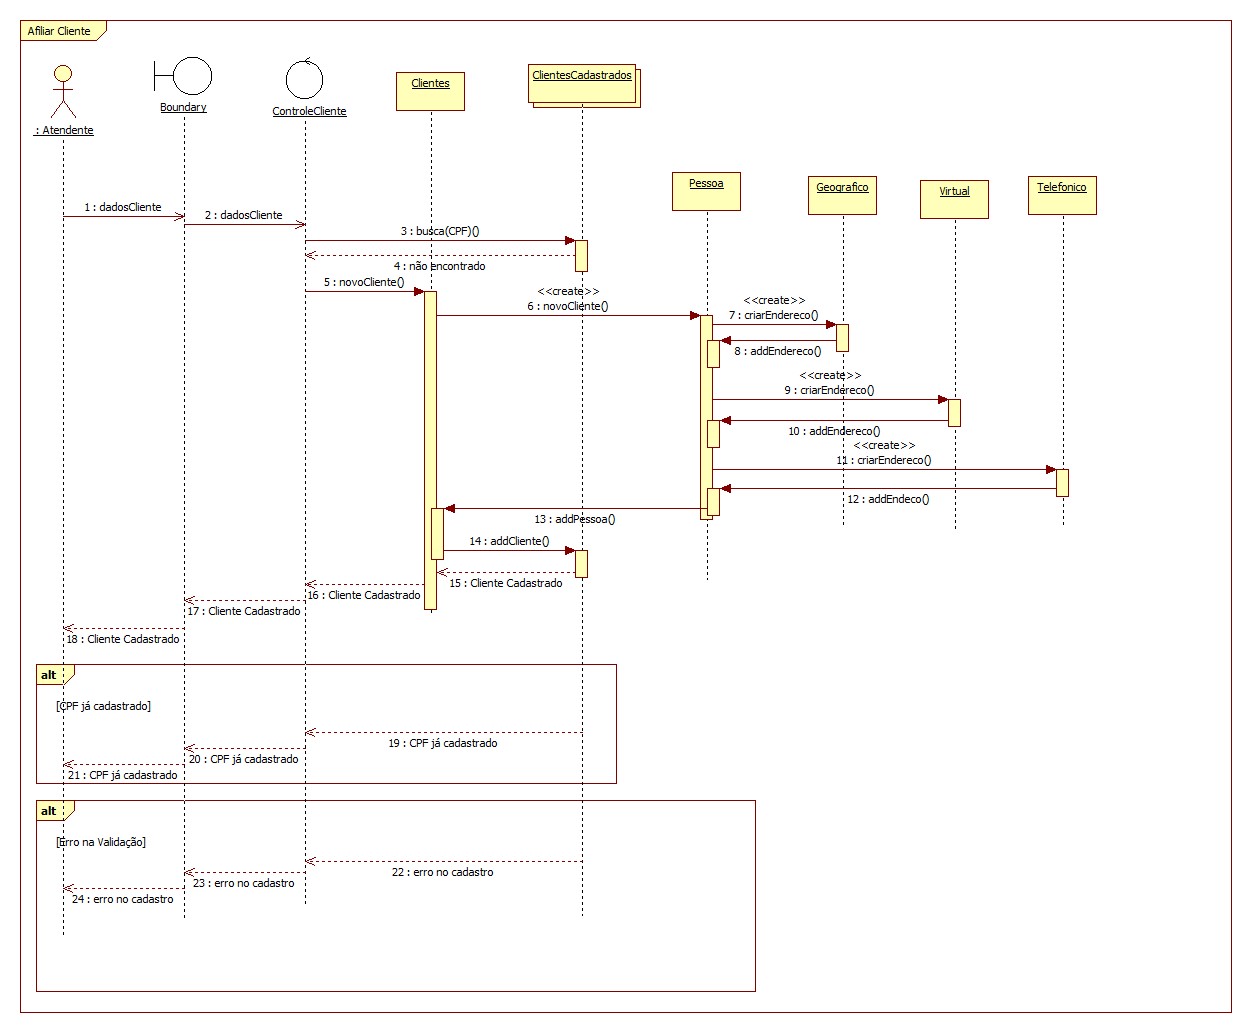 Afiliar Cliente
: Atendente
Boundary
ControleCliente
Clientes
ClientesCadastrados
Pessoa
Geografico
Virtual
Telefonico
1 : dadosCliente
2 : dadosCliente
3 : busca(CPF)()
4 : não encontrado
5 : novoCliente()
<<create>>
6 : novoCliente()
<<create>>
7 : criarEndereco()
8 : addEndereco()
<<create>>
9 : criarEndereco()
10 : addEndereco()
<<create>>
11 : criarEndereco()
12 : addEndeco()
13 : addPessoa()
14 : addCliente()
15 : Cliente Cadastrado
16 : Cliente Cadastrado
17 : Cliente Cadastrado
18 : Cliente Cadastrado
alt
[CPF já cadastrado]
19 : CPF já cadastrado
20 : CPF já cadastrado
21 : CPF já cadastrado
alt
[Erro na Validação]
22 : erro no cadastro
23 : erro no cadastro
24 : erro no cadastro